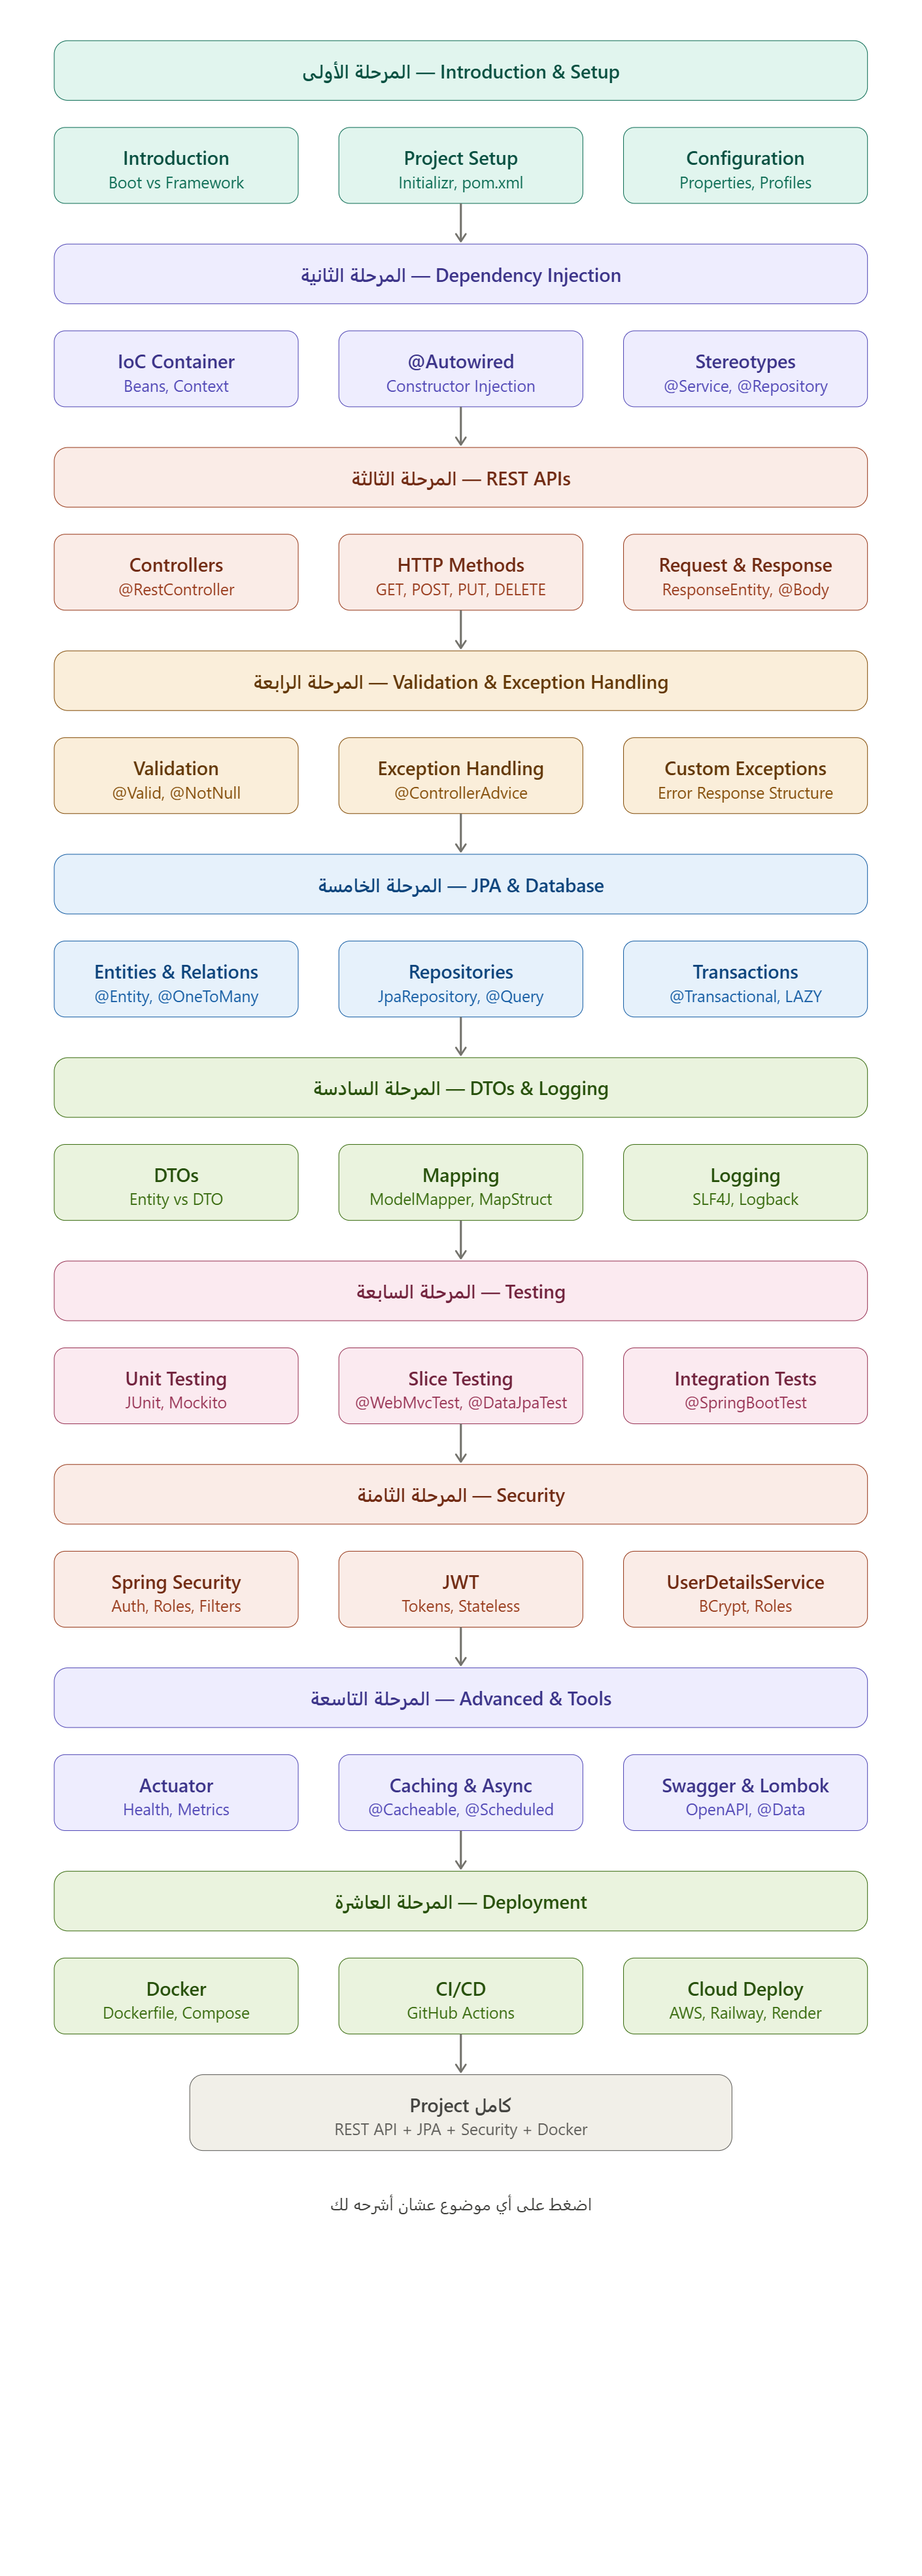 المرحلة الأولى — Introduction & Setup
Introduction
Boot vs Framework
Project Setup
Initializr, pom.xml
Configuration
Properties, Profiles
المرحلة الثانية — Dependency Injection
IoC Container
Beans, Context
@Autowired
Constructor Injection
Stereotypes
@Service, @Repository
المرحلة الثالثة — REST APIs
Controllers
@RestController
HTTP Methods
GET, POST, PUT, DELETE
Request & Response
ResponseEntity, @Body
المرحلة الرابعة — Validation & Exception Handling
Validation
@Valid, @NotNull
Exception Handling
@ControllerAdvice
Custom Exceptions
Error Response Structure
المرحلة الخامسة — JPA & Database
Entities & Relations
@Entity, @OneToMany
Repositories
JpaRepository, @Query
Transactions
@Transactional, LAZY
المرحلة السادسة — DTOs & Logging
DTOs
Entity vs DTO
Mapping
ModelMapper, MapStruct
Logging
SLF4J, Logback
المرحلة السابعة — Testing
Unit Testing
JUnit, Mockito
Slice Testing
@WebMvcTest, @DataJpaTest
Integration Tests
@SpringBootTest
المرحلة الثامنة — Security
Spring Security
Auth, Roles, Filters
JWT
Tokens, Stateless
UserDetailsService
BCrypt, Roles
المرحلة التاسعة — Advanced & Tools
Actuator
Health, Metrics
Caching & Async
@Cacheable, @Scheduled
Swagger & Lombok
OpenAPI, @Data
المرحلة العاشرة — Deployment
Docker
Dockerfile, Compose
CI/CD
GitHub Actions
Cloud Deploy
AWS, Railway, Render
Project كامل
REST API + JPA + Security + Docker
اضغط على أي موضوع عشان أشرحه لك